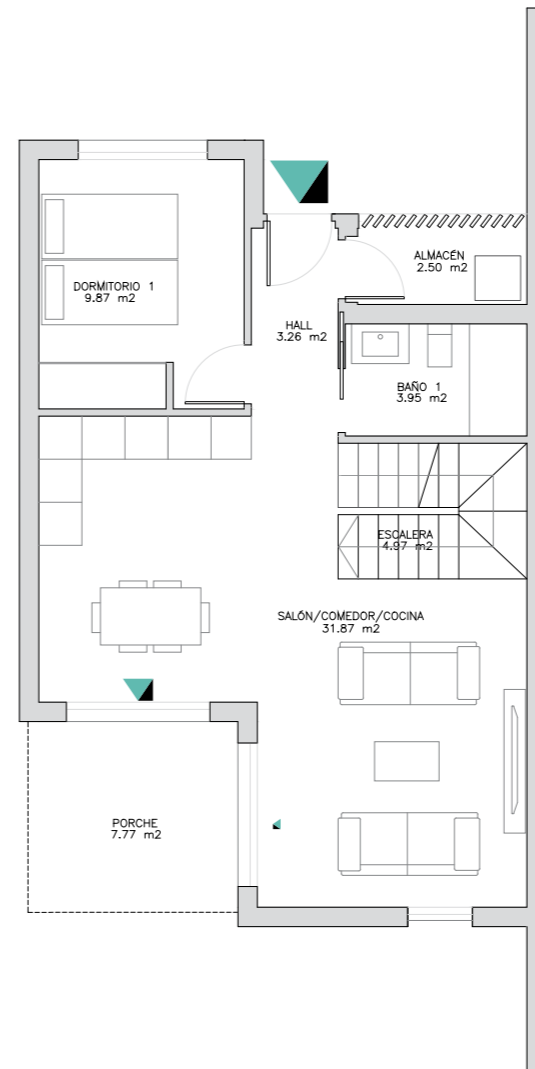 ALMACÉN
2.50 m2
DORMITORIO 1
9.87 m2
HALL
3.26 m2
BAÑO 1
3.95 m2
ESCALERA
4.97 m2
SALÓN/COMEDOR/COCINA
31.87 m2
PORCHE
7.77 m2